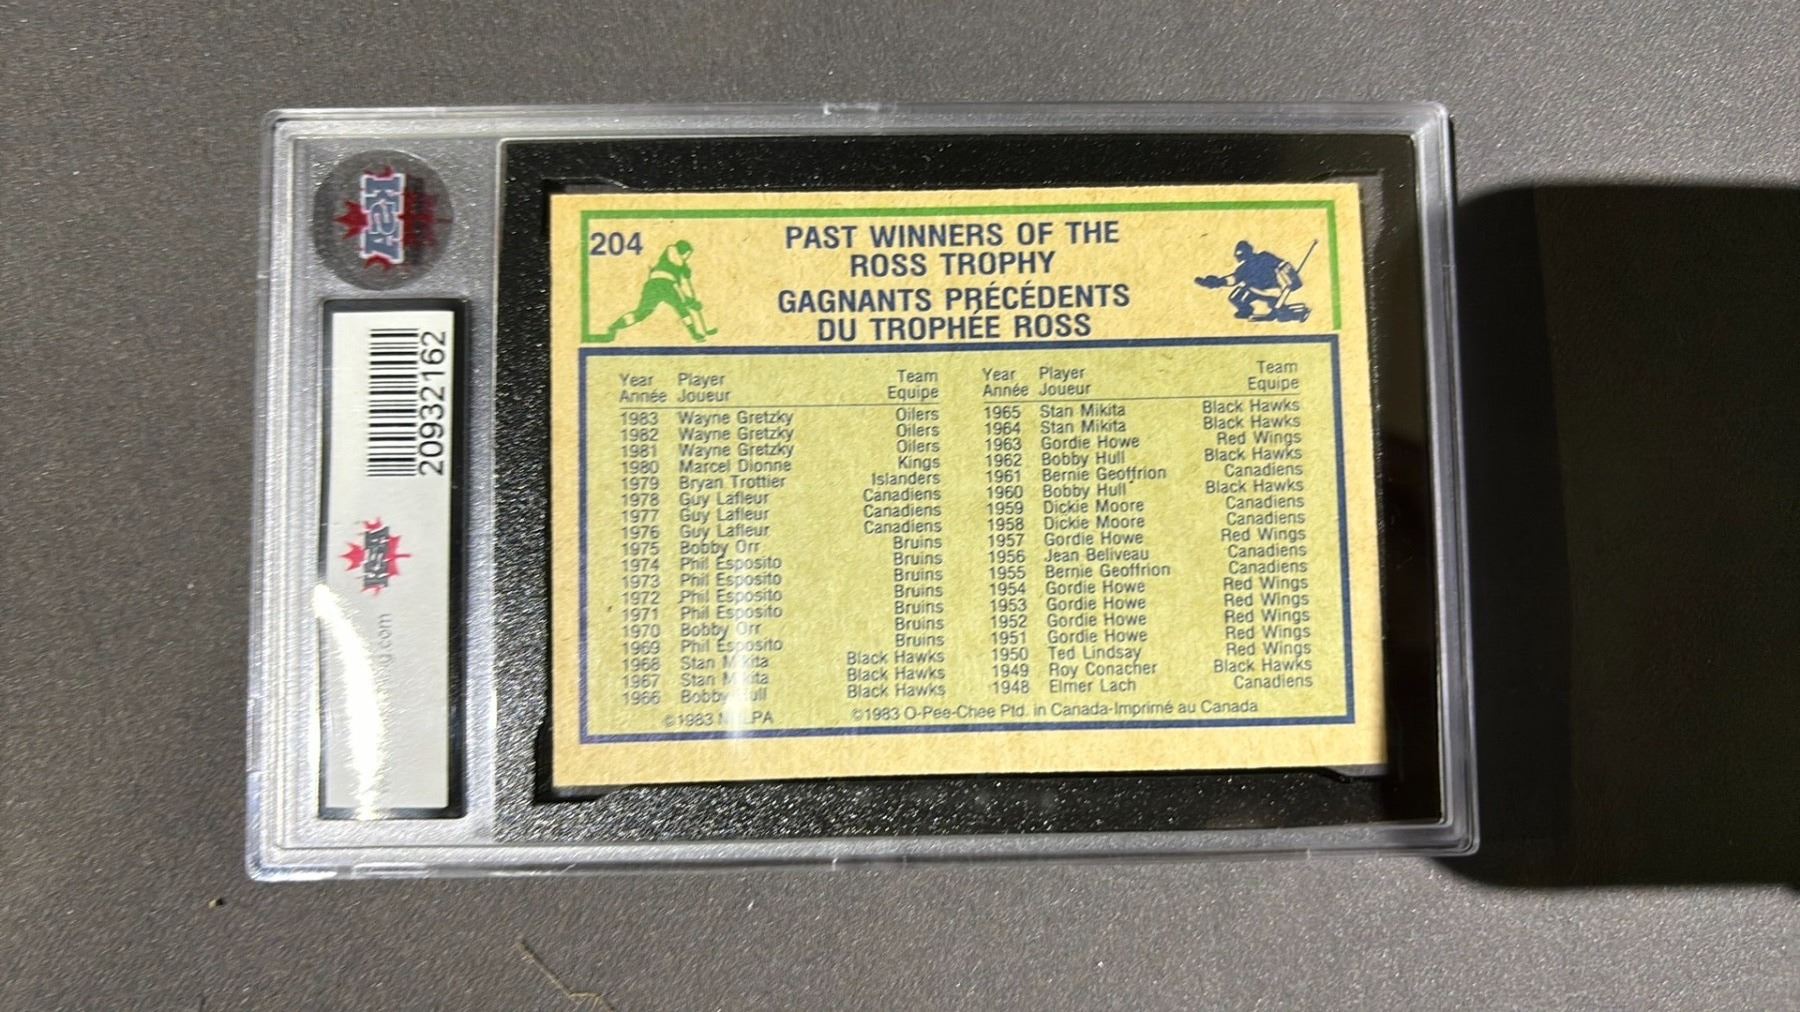 KSA
20932162
KSA
204
PAST WINNERS OF THE
ROSS TROPHY
GAGNANTS PRÉCÉDENTS
DU TROPHÉE ROSS
Year Player Team
Année Joueur Equipe
1983 Wayne Gretzky Oilers
1982 Wayne Gretzky Oilers
1981 Wayne Gretzky Oilers
1980 Marcel Dionne Kings
1979 Bryan Trottier Islanders
1978 Guy Lafleur Canadiens
1977 Guy Lafleur Canadiens
1976 Guy Lafleur Canadiens
1975 Bobby Orr Bruins
1974 Phil Esposito Bruins
1973 Phil Esposito Bruins
1972 Phil Esposito Bruins
1971 Phil Esposito Bruins
1970 Bobby Orr Bruins
1969 Phil Esposito Bruins
1968 Stan Mikita Black Hawks
1967 Stan Mikita Black Hawks
1966 Bobby Hull Black Hawks
Year Player Team
Année Joueur Equipe
1965 Stan Mikita Black Hawks
1964 Stan Mikita Black Hawks
1963 Gordie Howe Red Wings
1962 Bobby Hull Black Hawks
1961 Bernie Geoffrion Canadiens
1960 Bobby Hull Black Hawks
1959 Dickie Moore Canadiens
1958 Dickie Moore Canadiens
1957 Gordie Howe Red Wings
1956 Jean Beliveau Canadiens
1955 Bernie Geoffrion Canadiens
1954 Gordie Howe Red Wings
1953 Gordie Howe Red Wings
1952 Gordie Howe Red Wings
1951 Gordie Howe Red Wings
1950 Ted Lindsay Red Wings
1949 Roy Conacher Black Hawks
1948 Elmer Lach Canadiens
©1983 NHLPA
©1983 O-Pee-Chee Ptd. in Canada-Imprimé au Canada